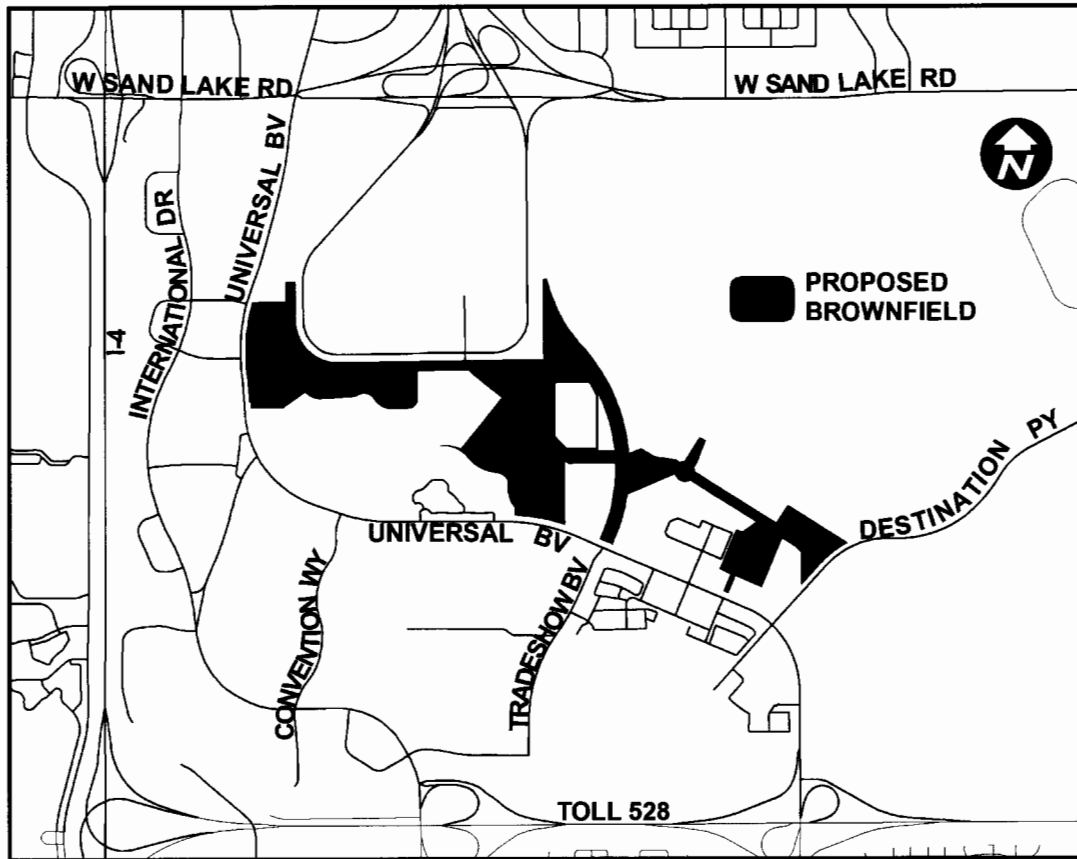 W SAND LAKE RD
W SAND LAKE RD
N
UNIVERSAL BV
INTERNATIONAL DR
I-4
PROPOSED
BROWNFIELD
DESTINATION PY
UNIVERSAL BV
CONVENTION WY
TRADESHOW BV
TOLL 528